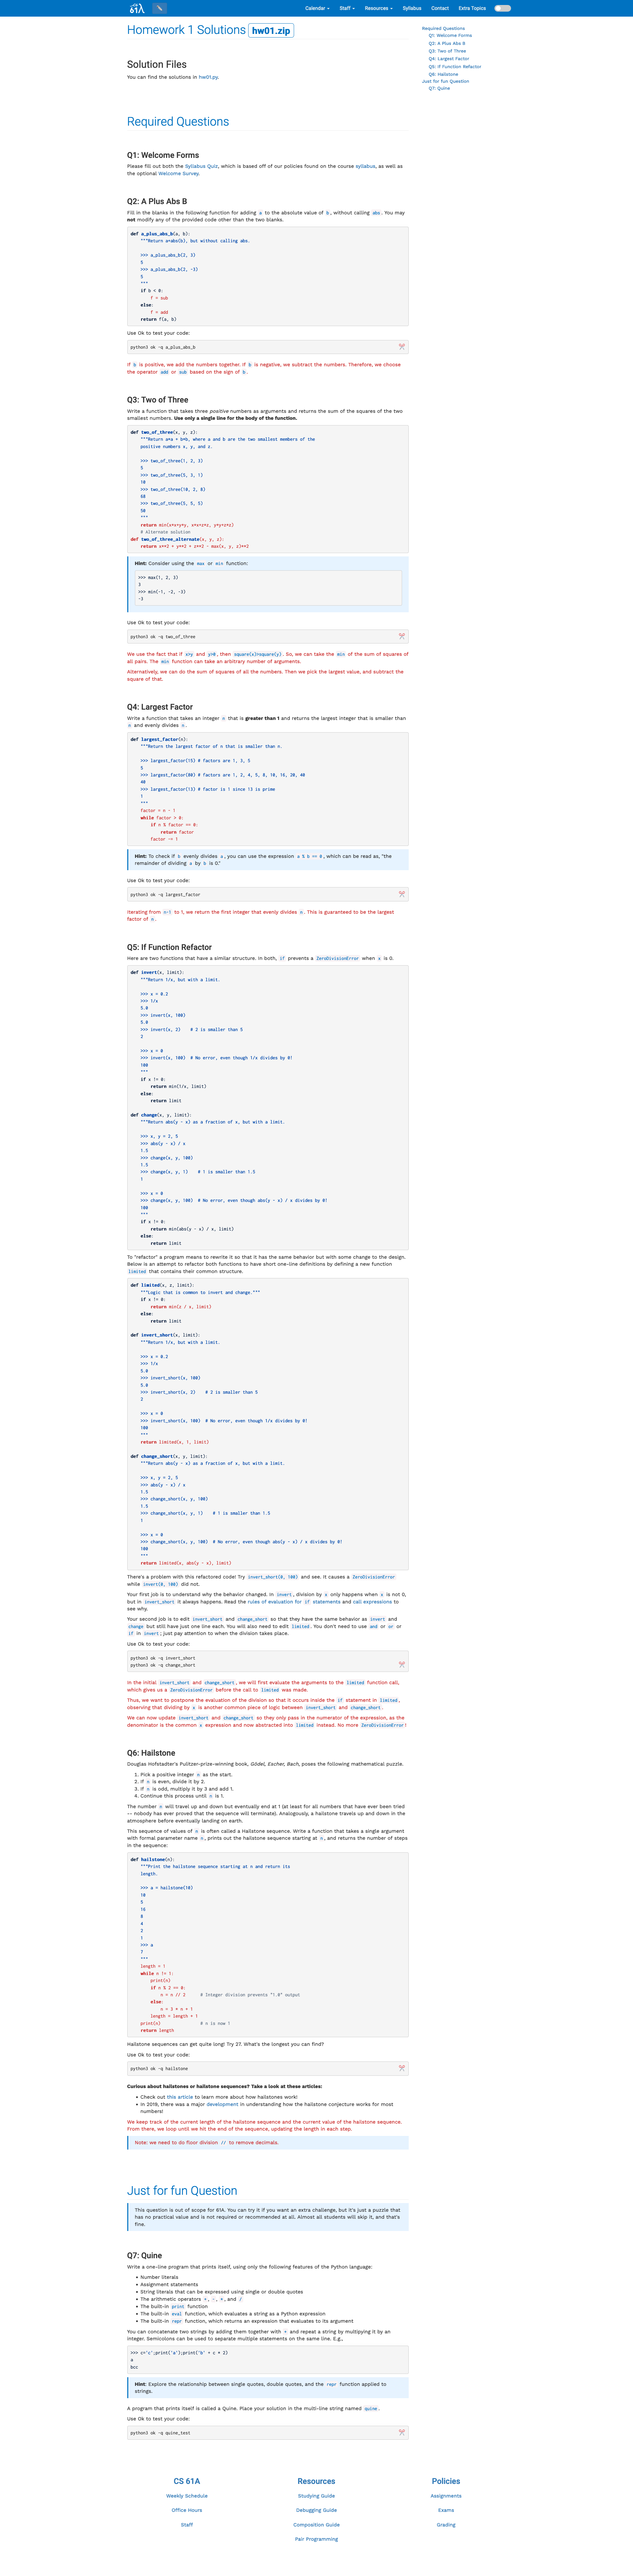 61A
Calendar Staff Resources Syllabus Contact Extra Topics
Homework 1 Solutions hw01.zip
Required Questions
Q1: Welcome Forms
Q2: A Plus Abs B
Q3: Two of Three
Q4: Largest Factor
Q5: If Function Refactor
Q6: Hailstone
Just for fun Question
Q7: Quine
Solution Files
You can find the solutions in hw01.py.
Required Questions
Q1: Welcome Forms
Please fill out both the Syllabus Quiz, which is based off of our policies found on the course syllabus, as well as
the optional Welcome Survey.
Q2: A Plus Abs B
Fill in the blanks in the following function for adding a to the absolute value of b, without calling abs. You may
not modify any of the provided code other than the two blanks.
def a_plus_abs_b(a, b):
"""Return a+abs(b), but without calling abs.
>>> a_plus_abs_b(2, 3)
5
>>> a_plus_abs_b(2, -3)
5
"""
if b < 0:
f = sub
else:
f = add
return f(a, b)
Use Ok to test your code:
python3 ok -q a_plus_abs_b
If b is positive, we add the numbers together. If b is negative, we subtract the numbers. Therefore, we choose
the operator add or sub based on the sign of b.
Q3: Two of Three
Write a function that takes three positive numbers as arguments and returns the sum of the squares of the two
smallest numbers. Use only a single line for the body of the function.
def two_of_three(x, y, z):
"""Return a*a + b*b, where a and b are the two smallest members of the
positive numbers x, y, and z.
>>> two_of_three(1, 2, 3)
5
>>> two_of_three(5, 3, 1)
10
>>> two_of_three(10, 2, 8)
68
>>> two_of_three(5, 5, 5)
50
"""
return min(x*x+y*y, x*x+z*z, y*y+z*z)
# Alternate solution
def two_of_three_alternate(x, y, z):
return x**2 + y**2 + z**2 - max(x, y, z)**2
Hint: Consider using the max or min function:
>>> max(1, 2, 3)
3
>>> min(-1, -2, -3)
-3
Use Ok to test your code:
python3 ok -q two_of_three
We use the fact that if x>y and y>0, then square(x)>square(y). So, we can take the min of the sum of squares of
all pairs. The min function can take an arbitrary number of arguments.
Alternatively, we can do the sum of squares of all the numbers. Then we pick the largest value, and subtract the
square of that.
Q4: Largest Factor
Write a function that takes an integer n that is greater than 1 and returns the largest integer that is smaller than
n and evenly divides n.
def largest_factor(n):
"""Return the largest factor of n that is smaller than n.
>>> largest_factor(15) # factors are 1, 3, 5
5
>>> largest_factor(80) # factors are 1, 2, 4, 5, 8, 10, 16, 20, 40
40
>>> largest_factor(13) # factor is 1 since 13 is prime
1
"""
factor = n - 1
while factor > 0:
if n % factor == 0:
return factor
factor -= 1
Hint: To check if b evenly divides a, you can use the expression a % b == 0, which can be read as, "the
remainder of dividing a by b is 0."
Use Ok to test your code:
python3 ok -q largest_factor
Iterating from n-1 to 1, we return the first integer that evenly divides n. This is guaranteed to be the largest
factor of n.
Q5: If Function Refactor
Here are two functions that have a similar structure. In both, if prevents a ZeroDivisionError when x is 0.
def invert(x, limit):
"""Return 1/x, but with a limit.
>>> x = 0.2
>>> 1/x
5.0
>>> invert(x, 100)
5.0
>>> invert(x, 2)    # 2 is smaller than 5
2
>>> x = 0
>>> invert(x, 100)  # No error, even though 1/x divides by 0!
100
"""
if x != 0:
return min(1/x, limit)
else:
return limit
def change(x, y, limit):
"""Return abs(y - x) as a fraction of x, but with a limit.
>>> x, y = 2, 5
>>> abs(y - x) / x
1.5
>>> change(x, y, 100)
1.5
>>> change(x, y, 1)    # 1 is smaller than 1.5
1
>>> x = 0
>>> change(x, y, 100)  # No error, even though abs(y - x) / x divides by 0!
100
"""
if x != 0:
return min(abs(y - x) / x, limit)
else:
return limit
To "refactor" a program means to rewrite it so that it has the same behavior but with some change to the design.
Below is an attempt to refactor both functions to have short one-line definitions by defining a new function
limited that contains their common structure.
def limited(x, z, limit):
"""Logic that is common to invert and change."""
if x != 0:
return min(z / x, limit)
else:
return limit
def invert_short(x, limit):
"""Return 1/x, but with a limit.
>>> x = 0.2
>>> 1/x
5.0
>>> invert_short(x, 100)
5.0
>>> invert_short(x, 2)    # 2 is smaller than 5
2
>>> x = 0
>>> invert_short(x, 100)  # No error, even though 1/x divides by 0!
100
"""
return limited(x, 1, limit)
def change_short(x, y, limit):
"""Return abs(y - x) as a fraction of x, but with a limit.
>>> x, y = 2, 5
>>> abs(y - x) / x
1.5
>>> change_short(x, y, 100)
1.5
>>> change_short(x, y, 1)    # 1 is smaller than 1.5
1
>>> x = 0
>>> change_short(x, y, 100)  # No error, even though abs(y - x) / x divides by 0!
100
"""
return limited(x, abs(y - x), limit)
There's a problem with this refactored code! Try invert_short(0, 100) and see. It causes a ZeroDivisionError
while invert(0, 100) did not.
Your first job is to understand why the behavior changed. In invert, division by x only happens when x is not 0,
but in invert_short it always happens. Read the rules of evaluation for if statements and call expressions to
see why.
Your second job is to edit invert_short and change_short so that they have the same behavior as invert and
change but still have just one line each. You will also need to edit limited. You don't need to use and or or or
if in invert; just pay attention to when the division takes place.
Use Ok to test your code:
python3 ok -q invert_short
python3 ok -q change_short
In the initial invert_short and change_short, we will first evaluate the arguments to the limited function call,
which gives us a ZeroDivisionError before the call to limited was made.
Thus, we want to postpone the evaluation of the division so that it occurs inside the if statement in limited,
observing that dividing by x is another common piece of logic between invert_short and change_short.
We can now update invert_short and change_short so they only pass in the numerator of the expression, as the
denominator is the common x expression and now abstracted into limited instead. No more ZeroDivisionError!
Q6: Hailstone
Douglas Hofstadter's Pulitzer-prize-winning book, Gödel, Escher, Bach, poses the following mathematical puzzle.
1. Pick a positive integer n as the start.
2. If n is even, divide it by 2.
3. If n is odd, multiply it by 3 and add 1.
4. Continue this process until n is 1.
The number n will travel up and down but eventually end at 1 (at least for all numbers that have ever been tried
-- nobody has ever proved that the sequence will terminate). Analogously, a hailstone travels up and down in the
atmosphere before eventually landing on earth.
This sequence of values of n is often called a Hailstone sequence. Write a function that takes a single argument
with formal parameter name n, prints out the hailstone sequence starting at n, and returns the number of steps
in the sequence:
def hailstone(n):
"""Print the hailstone sequence starting at n and return its
length.
>>> a = hailstone(10)
10
5
16
8
4
2
1
>>> a
7
"""
length = 1
while n != 1:
print(n)
if n % 2 == 0:
n = n // 2      # Integer division prevents "1.0" output
else:
n = 3 * n + 1
length = length + 1
print(n)                # n is now 1
return length
Hailstone sequences can get quite long! Try 27. What's the longest you can find?
Use Ok to test your code:
python3 ok -q hailstone
Curious about hailstones or hailstone sequences? Take a look at these articles:
• Check out this article to learn more about how hailstones work!
• In 2019, there was a major development in understanding how the hailstone conjecture works for most
numbers!
We keep track of the current length of the hailstone sequence and the current value of the hailstone sequence.
From there, we loop until we hit the end of the sequence, updating the length in each step.
Note: we need to do floor division // to remove decimals.
Just for fun Question
This question is out of scope for 61A. You can try it if you want an extra challenge, but it's just a puzzle that
has no practical value and is not required or recommended at all. Almost all students will skip it, and that's
fine.
Q7: Quine
Write a one-line program that prints itself, using only the following features of the Python language:
• Number literals
• Assignment statements
• String literals that can be expressed using single or double quotes
• The arithmetic operators +, -, *, and /
• The built-in print function
• The built-in eval function, which evaluates a string as a Python expression
• The built-in repr function, which returns an expression that evaluates to its argument
You can concatenate two strings by adding them together with + and repeat a string by multipying it by an
integer. Semicolons can be used to separate multiple statements on the same line. E.g.,
>>> c='c';print('a');print('b' + c * 2)
a
bcc
Hint: Explore the relationship between single quotes, double quotes, and the repr function applied to
strings.
A program that prints itself is called a Quine. Place your solution in the multi-line string named quine.
Use Ok to test your code:
python3 ok -q quine_test
CS 61A
Weekly Schedule
Office Hours
Staff
Resources
Studying Guide
Debugging Guide
Composition Guide
Pair Programming
Policies
Assignments
Exams
Grading